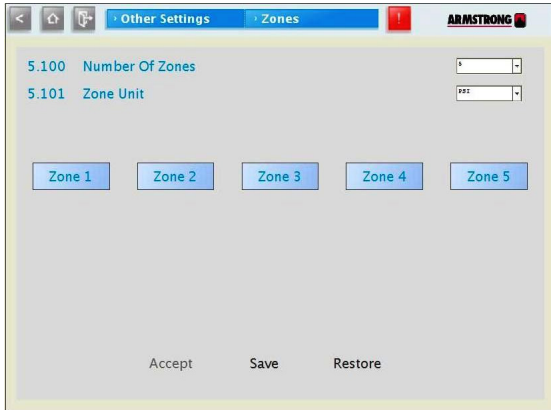 < › Other Settings › Zones ! ARMSTRONG
5.100 Number Of Zones 5
5.101 Zone Unit PSI
Zone 1 Zone 2 Zone 3 Zone 4 Zone 5
Accept Save Restore